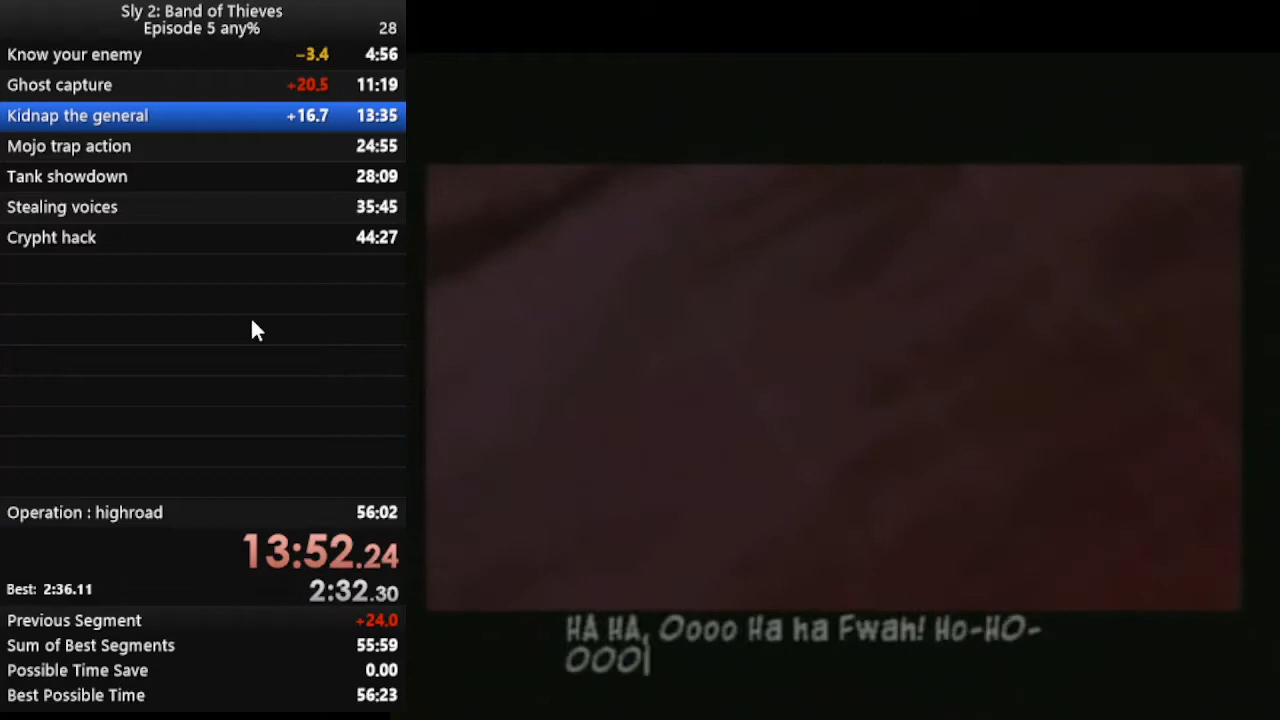 Sly 2: Band of Thieves
Episode 5 any% 28
Know your enemy −3.4 4:56
Ghost capture +20.5 11:19
Kidnap the general +16.7 13:35
Mojo trap action 24:55
Tank showdown 28:09
Stealing voices 35:45
Crypht hack 44:27
Operation : highroad 56:02
13:52.24
Best: 2:36.11 2:32.30
Previous Segment +24.0
Sum of Best Segments 55:59
Possible Time Save 0.00
Best Possible Time 56:23
HA HA, Oooo Ha ha Fwah! Ho-HO-
OOO